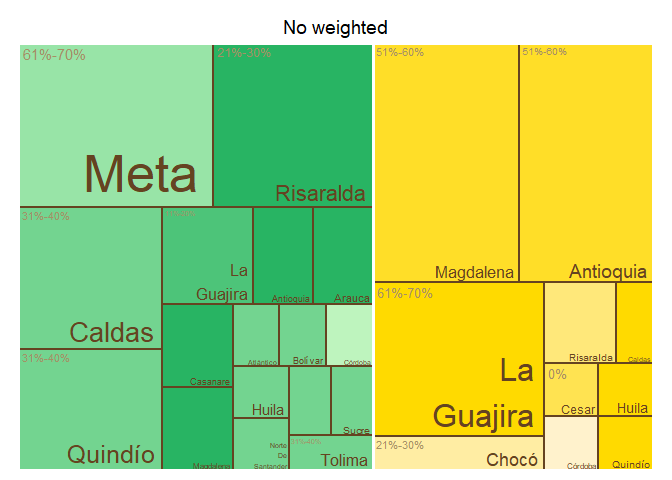 No weighted
61%-70%
Meta
21%-30%
Risaralda
51%-60%
Magdalena
51%-60%
Antioquia
31%-40%
Caldas
La
Guajira
Antioquia
Arauca
31%-40%
Quindío
Casanare
Magdalena
Atlántico
Bolívar
Córdoba
Huila
Sucre
Norte
De
Santander
31%-40%
Tolima
61%-70%
La
Guajira
Risaralda
Caldas
0%
Cesar
Huila
21%-30%
Chocó
Córdoba
Quindío